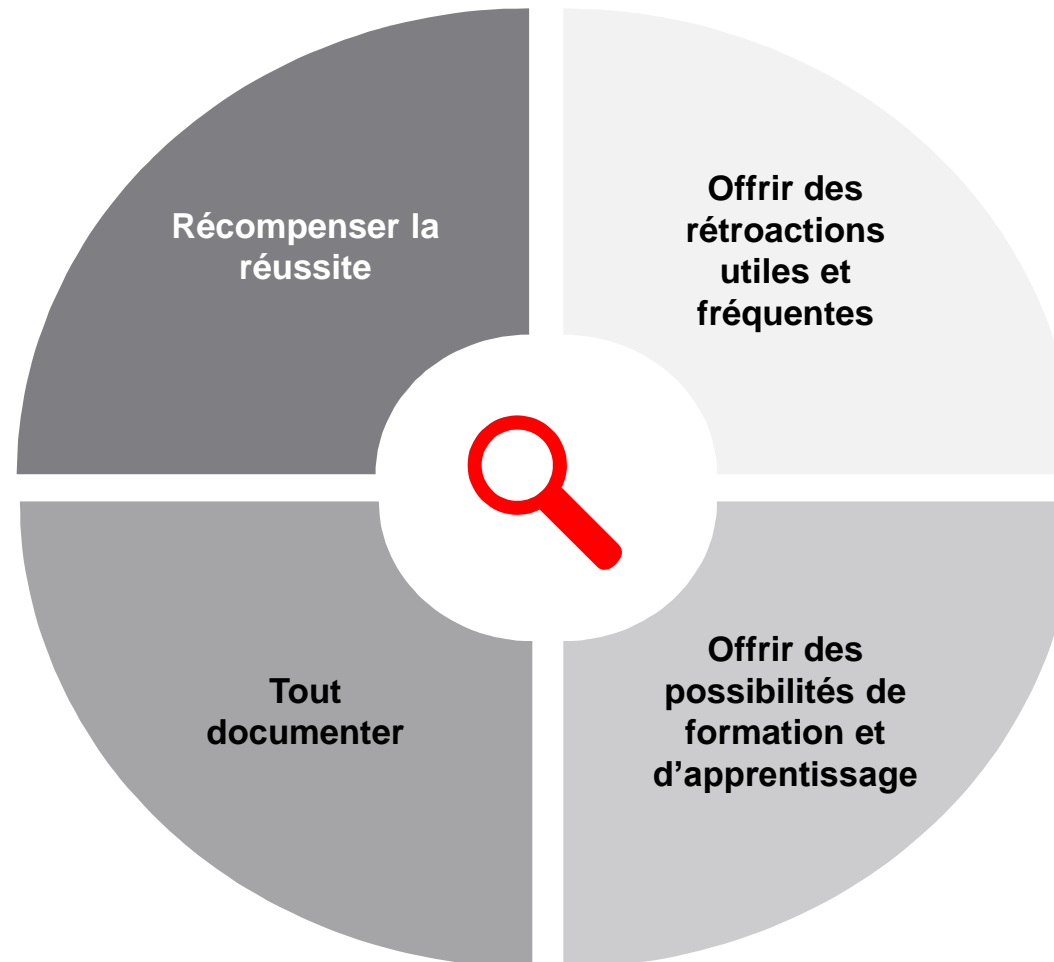 Récompenser la
réussite
Offrir des
rétroactions
utiles et
fréquentes
Tout
documenter
Offrir des
possibilités de
formation et
d’apprentissage